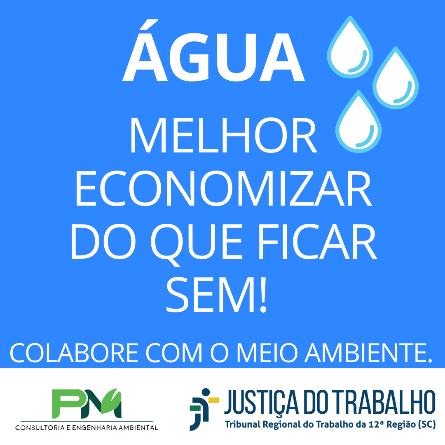 ÁGUA
MELHOR
ECONOMIZAR
DO QUE FICAR
SEM!
COLABORE COM O MEIO AMBIENTE.
PM
CONSULTORIA E ENGENHARIA AMBIENTAL
JUSTIÇA DO TRABALHO
Tribunal Regional do Trabalho da 12ª Região (SC)